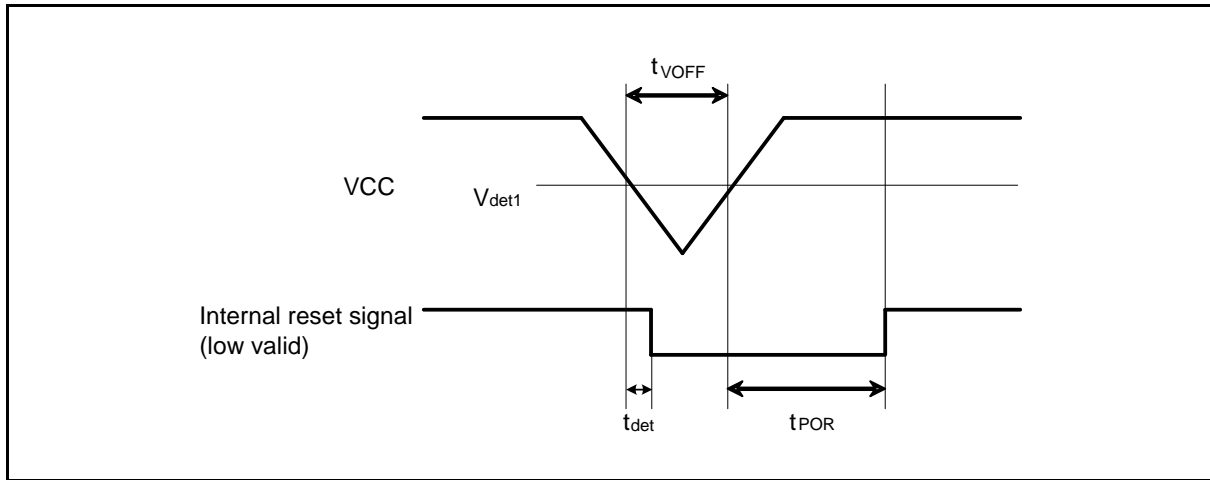 tVOFF
VCC
Vdet1
Internal reset signal
(low valid)
tdet
tPOR